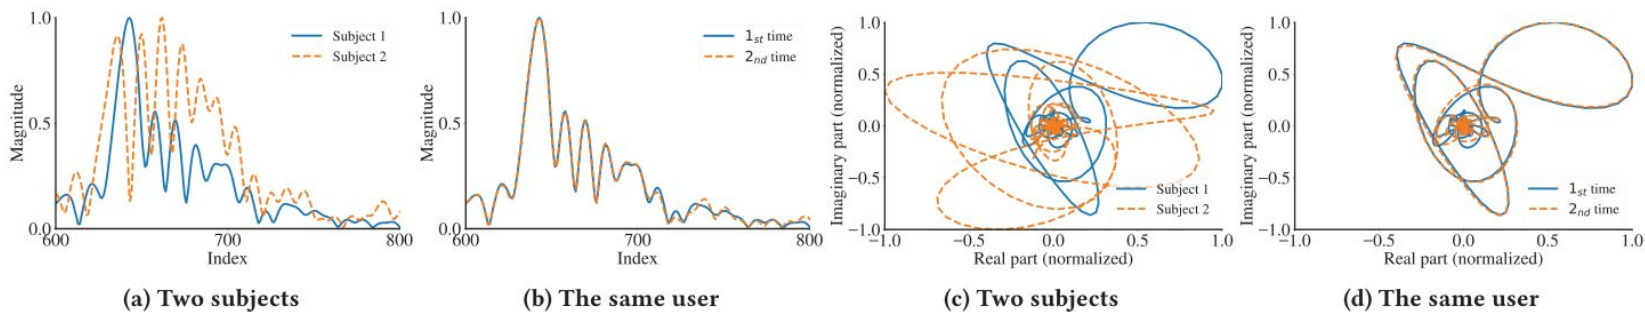 1.0
0.5
0.0
600
700
800
Magnitude
Index
Subject 1
Subject 2
(a) Two subjects
1.0
0.5
0.0
600
700
800
Magnitude
Index
1st time
2nd time
(b) The same user
1.0
0.5
0.0
−0.5
−1.0
−1.0
−0.5
0.0
0.5
1.0
Imaginary part (normalized)
Real part (normalized)
Subject 1
Subject 2
(c) Two subjects
1.0
0.5
0.0
−0.5
−1.0
−1.0
−0.5
0.0
0.5
1.0
Imaginary part (normalized)
Real part (normalized)
1st time
2nd time
(d) The same user